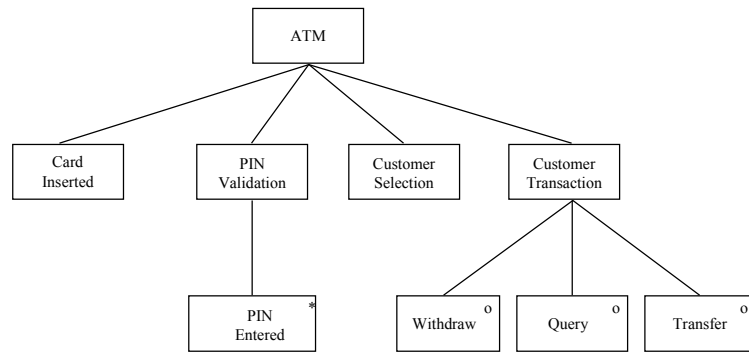 ATM
Card
Inserted
PIN
Validation
Customer
Selection
Customer
Transaction
PIN
Entered
*
Withdraw
o
Query
o
Transfer
o